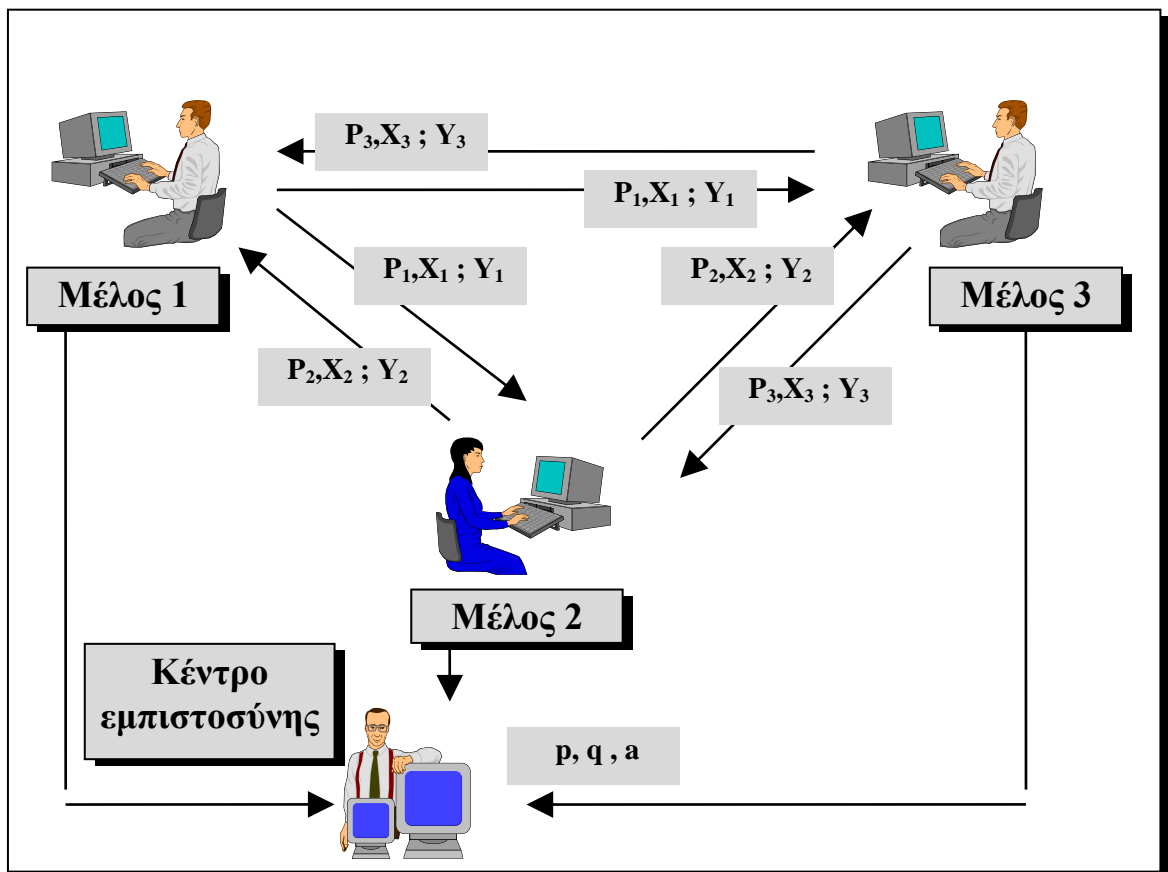 P₃,X₃ ; Y₃
P₁,X₁ ; Y₁
P₁,X₁ ; Y₁
P₂,X₂ ; Y₂
Μέλος 1
Μέλος 3
P₂,X₂ ; Y₂
P₃,X₃ ; Y₃
Μέλος 2
Κέντρο
εμπιστοσύνης
p, q , a